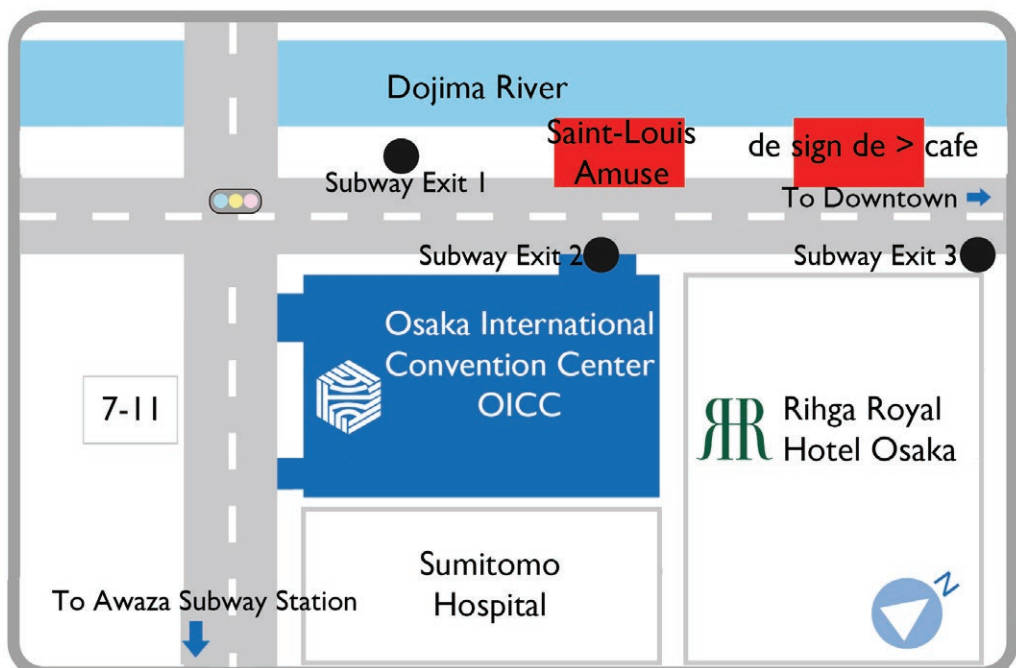 Dojima River
Saint-Louis
Amuse
de sign de > cafe
Subway Exit 1
To Downtown
Subway Exit 2
Subway Exit 3
Osaka International
Convention Center
OICC
7-11
Rihga Royal
Hotel Osaka
Sumitomo
Hospital
To Awaza Subway Station
N